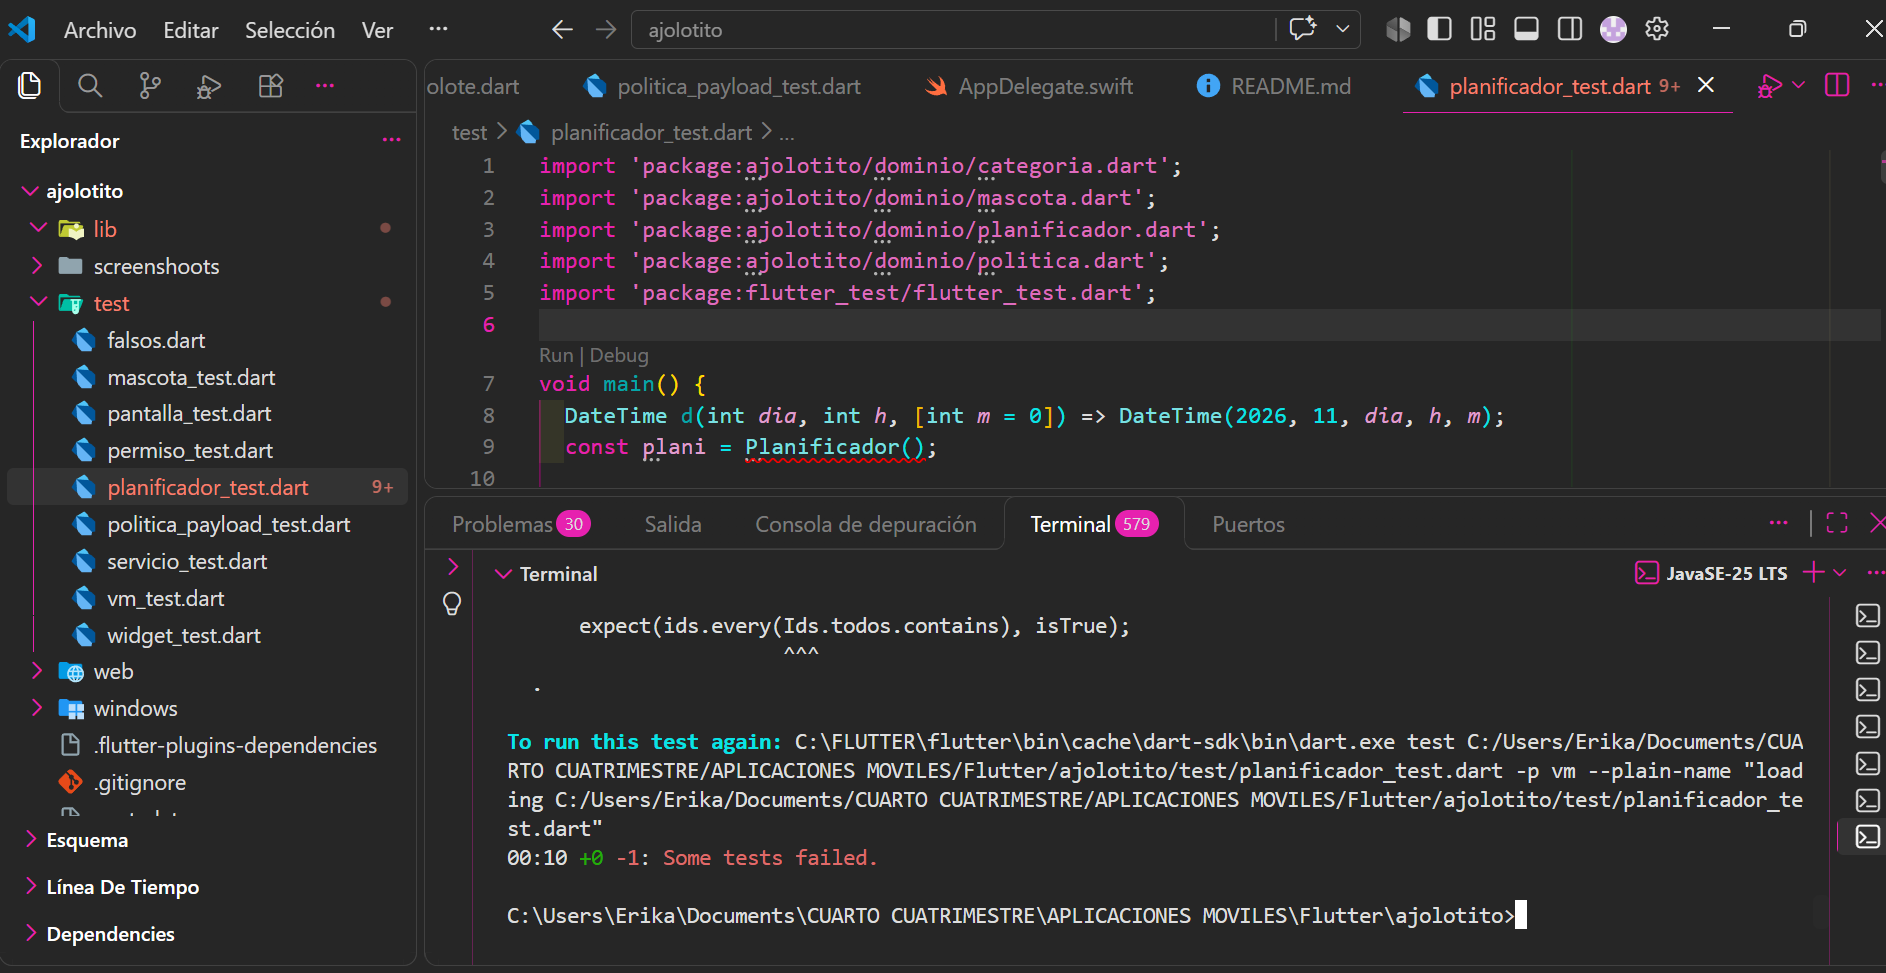 Archivo Editar Selección Ver ...
ajolotito
Explorador
ajolotito
lib
screenshoots
test
falsos.dart
mascota_test.dart
pantalla_test.dart
permiso_test.dart
planificador_test.dart 9+
politica_payload_test.dart
servicio_test.dart
vm_test.dart
widget_test.dart
web
windows
.flutter-plugins-dependencies
.gitignore
Esquema
Línea De Tiempo
Dependencies
olote.dart politica_payload_test.dart AppDelegate.swift README.md planificador_test.dart 9+
test > planificador_test.dart > ...
1 import 'package:ajolotito/dominio/categoria.dart';
2 import 'package:ajolotito/dominio/mascota.dart';
3 import 'package:ajolotito/dominio/planificador.dart';
4 import 'package:ajolotito/dominio/politica.dart';
5 import 'package:flutter_test/flutter_test.dart';
6
Run | Debug
7 void main() {
8 DateTime d(int dia, int h, [int m = 0]) => DateTime(2026, 11, dia, h, m);
9 const plani = Planificador();
10
Problemas 30 Salida Consola de depuración Terminal 579 Puertos
Terminal
JavaSE-25 LTS
expect(ids.every(Ids.todos.contains), isTrue);
^^^
.
To run this test again: C:\FLUTTER\flutter\bin\cache\dart-sdk\bin\dart.exe test C:/Users/Erika/Documents/CUA
RTO CUATRIMESTRE/APLICACIONES MOVILES/Flutter/ajolotito/test/planificador_test.dart -p vm --plain-name "load
ing C:/Users/Erika/Documents/CUARTO CUATRIMESTRE/APLICACIONES MOVILES/Flutter/ajolotito/test/planificador_te
st.dart"
00:10 +0 -1: Some tests failed.
C:\Users\Erika\Documents\CUARTO CUATRIMESTRE\APLICACIONES MOVILES\Flutter\ajolotito>